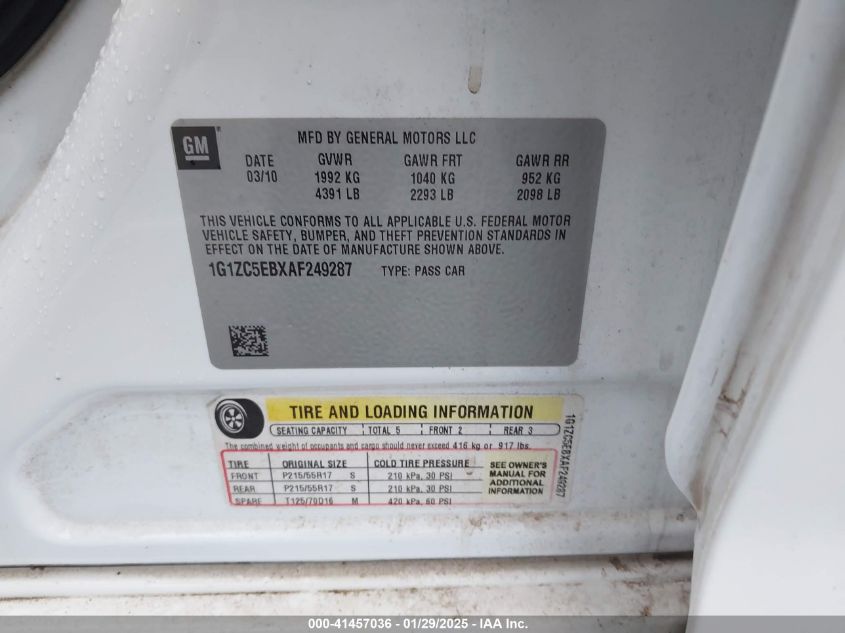 GM
MFD BY GENERAL MOTORS LLC
DATE GVWR GAWR FRT GAWR RR
03/10 1992 KG 1040 KG 952 KG
4391 LB 2293 LB 2098 LB
THIS VEHICLE CONFORMS TO ALL APPLICABLE U.S. FEDERAL MOTOR
VEHICLE SAFETY, BUMPER, AND THEFT PREVENTION STANDARDS IN
EFFECT ON THE DATE OF MANUFACTURE SHOWN ABOVE.
1G1ZC5EBXAF249287 TYPE: PASS CAR
TIRE AND LOADING INFORMATION
SEATING CAPACITY TOTAL 5 FRONT 2 REAR 3
The combined weight of occupants and cargo should never exceed 416 kg or 917 lbs.
TIRE ORIGINAL SIZE COLD TIRE PRESSURE
FRONT P215/55R17 S 210 kPa, 30 PSI
REAR P215/55R17 S 210 kPa, 30 PSI
SPARE T125/70D16 M 420 kPa, 60 PSI
SEE OWNER'S
MANUAL FOR
ADDITIONAL
INFORMATION
1G1ZC5EBXAF249287
000-41457036 - 01/29/2025 - IAA Inc.